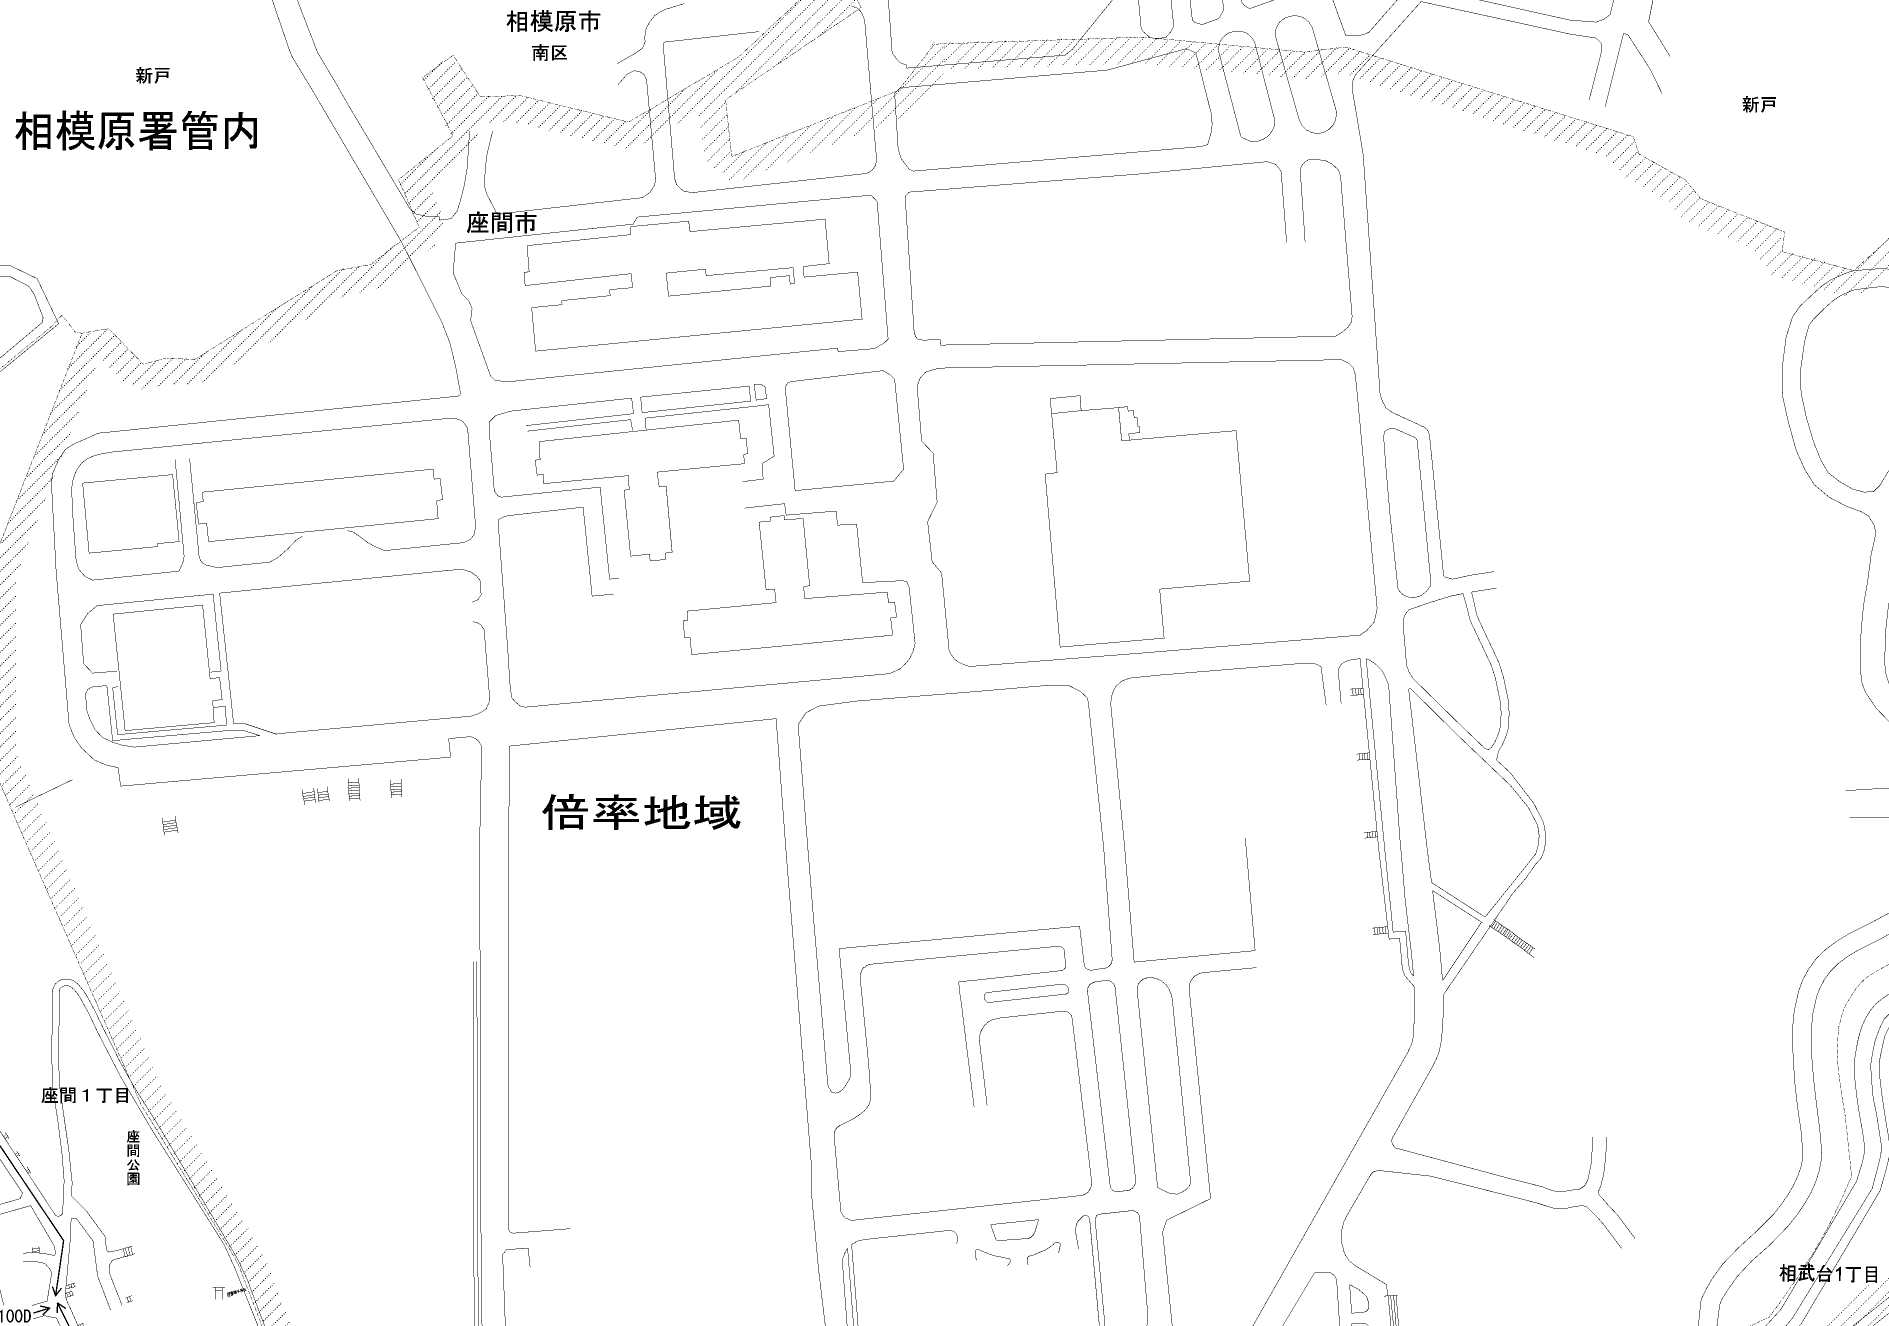 相模原市
南区
新戸
新戸
相模原署管内
座間市
倍率地域
座間１丁目
座間公園
相武台1丁目
100D